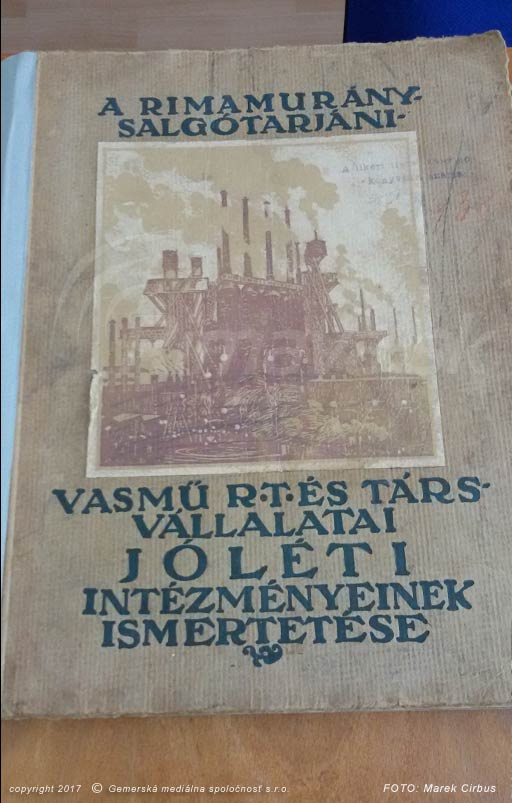 A RIMAMURÁNY-
SALGÓTARJÁNI-
VASMŰ R·T·ÉS TÁRS-
VÁLLALATAI
JÓLÉTI
INTÉZMÉNYEINEK
ISMERTETÉSE
copyright 2017 © Gemerská mediálna spoločnosť s.r.o.
FOTO: Marek Cirbus